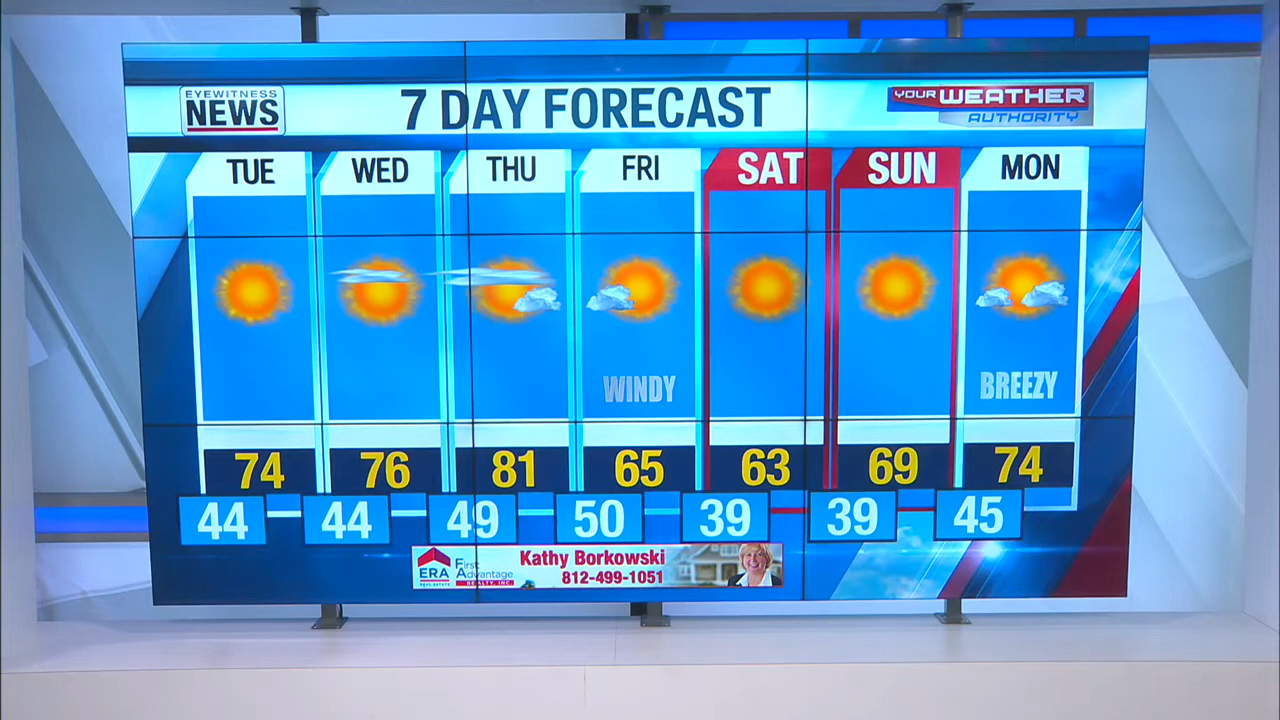 EYEWITNESS
NEWS
7 DAY FORECAST
YOUR WEATHER
AUTHORITY
TUE WED THU FRI SAT SUN MON
WINDY BREEZY
74 76 81 65 63 69 74
44 44 49 50 39 39 45
ERA
REAL ESTATE
First
Advantage
REALTY, INC.
Kathy Borkowski
812-499-1051